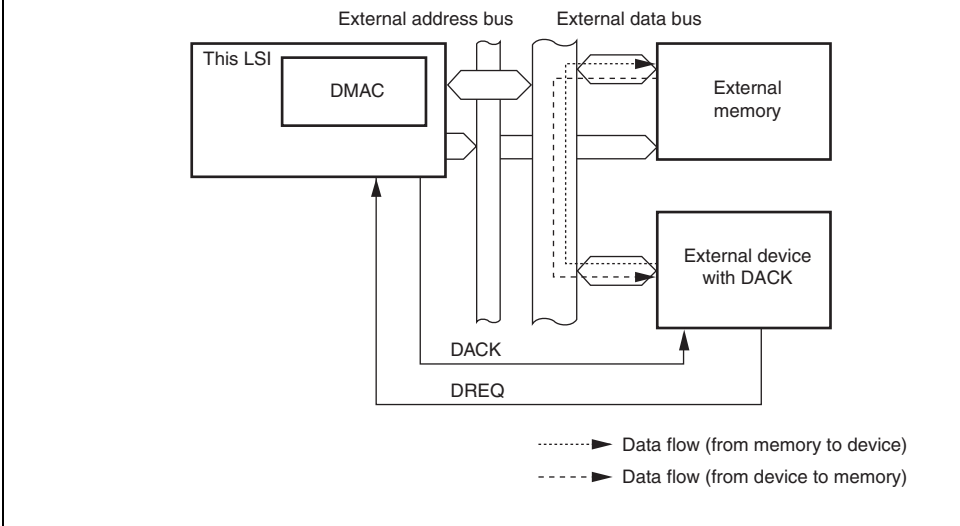 External address bus
External data bus
This LSI
DMAC
External
memory
External device
with DACK
DACK
DREQ
Data flow (from memory to device)
Data flow (from device to memory)